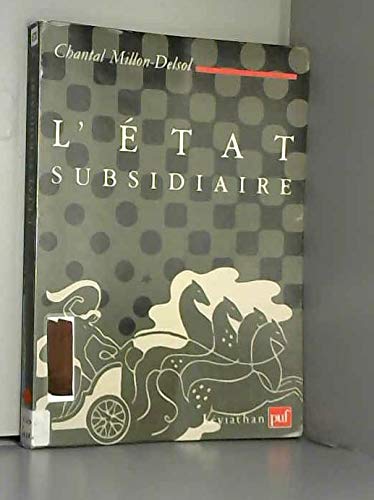 Chantal Millon-Delsol
L'ÉTAT
SUBSIDIAIRE
Léviathan puf